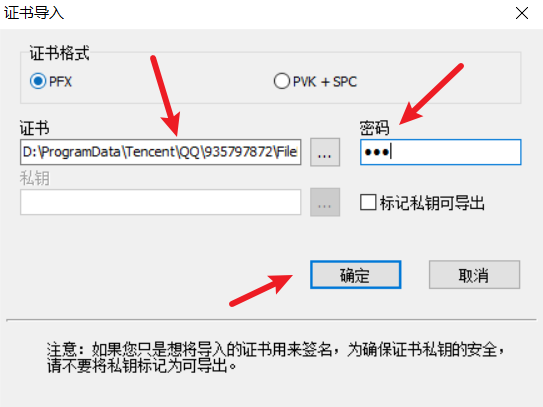 证书导入
证书格式
PFX
PVK + SPC
证书
密码
D:\ProgramData\Tencent\QQ\935797872\File
...
●●●
私钥
...
标记私钥可导出
确定
取消
注意：如果您只是想将导入的证书用来签名，为确保证书私钥的安全，
请不要将私钥标记为可导出。